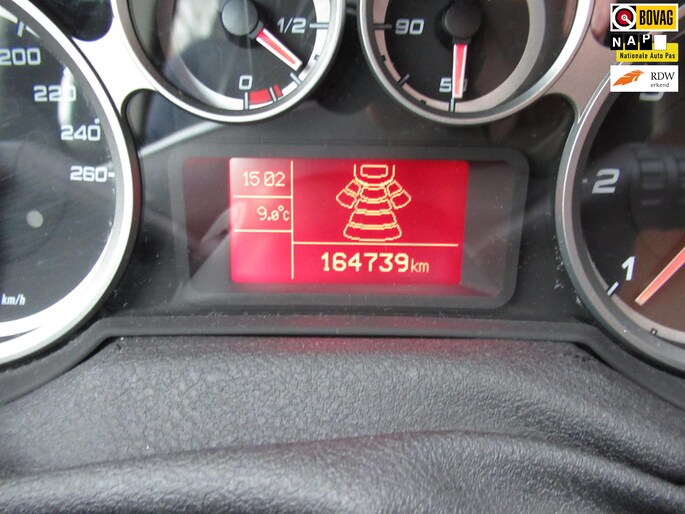 200
220
240
260
km/h
1/2
0
90
50
15 02
9.0°C
164739km
2
1
BOVAG
NAP
Nationale Auto Pas
RDW
erkend